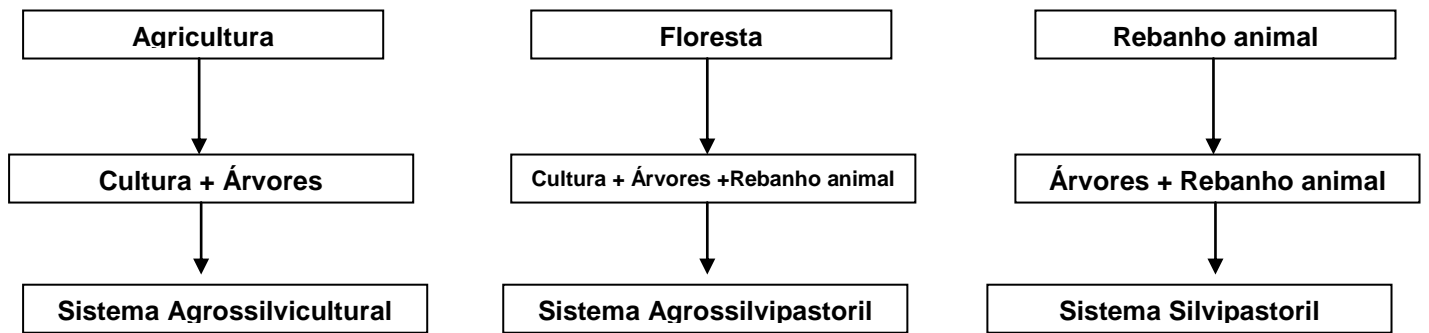 Agricultura
Floresta
Rebanho animal
Cultura + Árvores
Cultura + Árvores +Rebanho animal
Árvores + Rebanho animal
Sistema Agrossilvicultural
Sistema Agrossilvipastoril
Sistema Silvipastoril